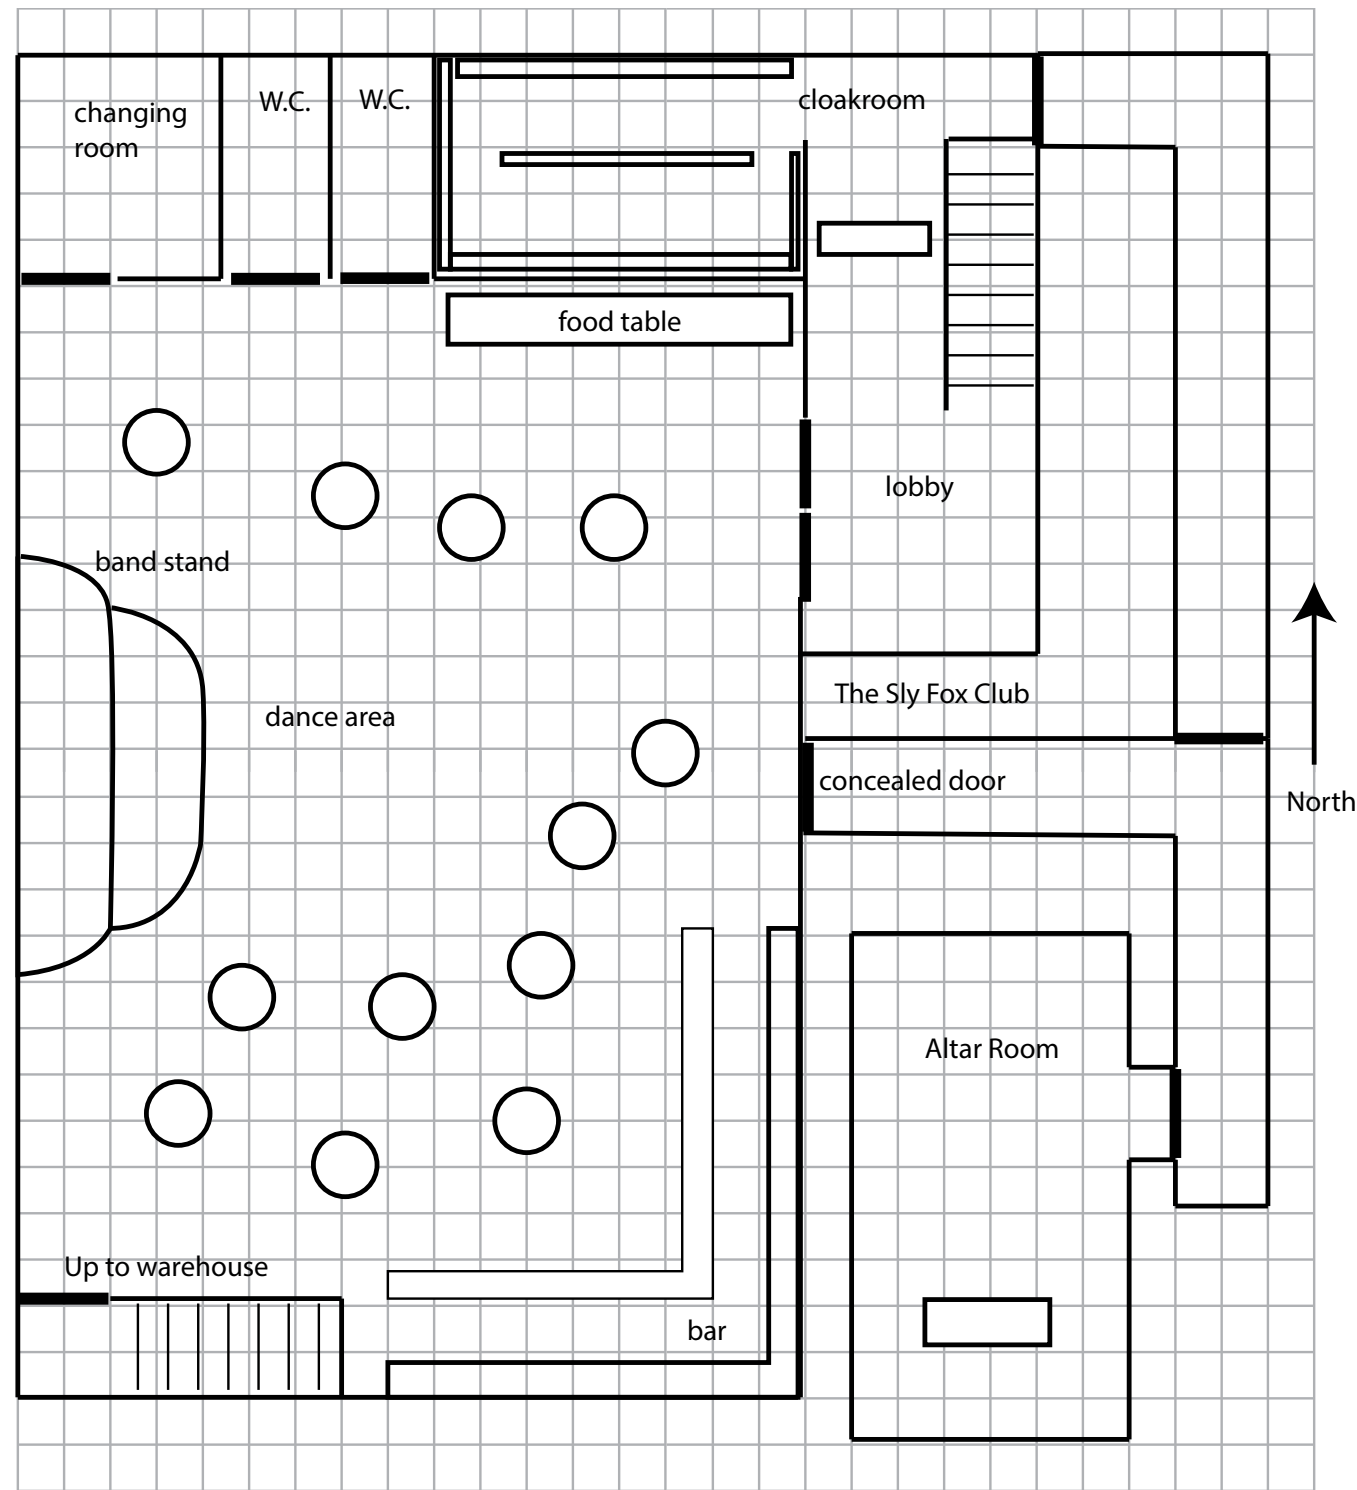 changing
room
W.C.
W.C.
cloakroom
food table
lobby
band stand
The Sly Fox Club
dance area
concealed door
North
Altar Room
Up to warehouse
bar